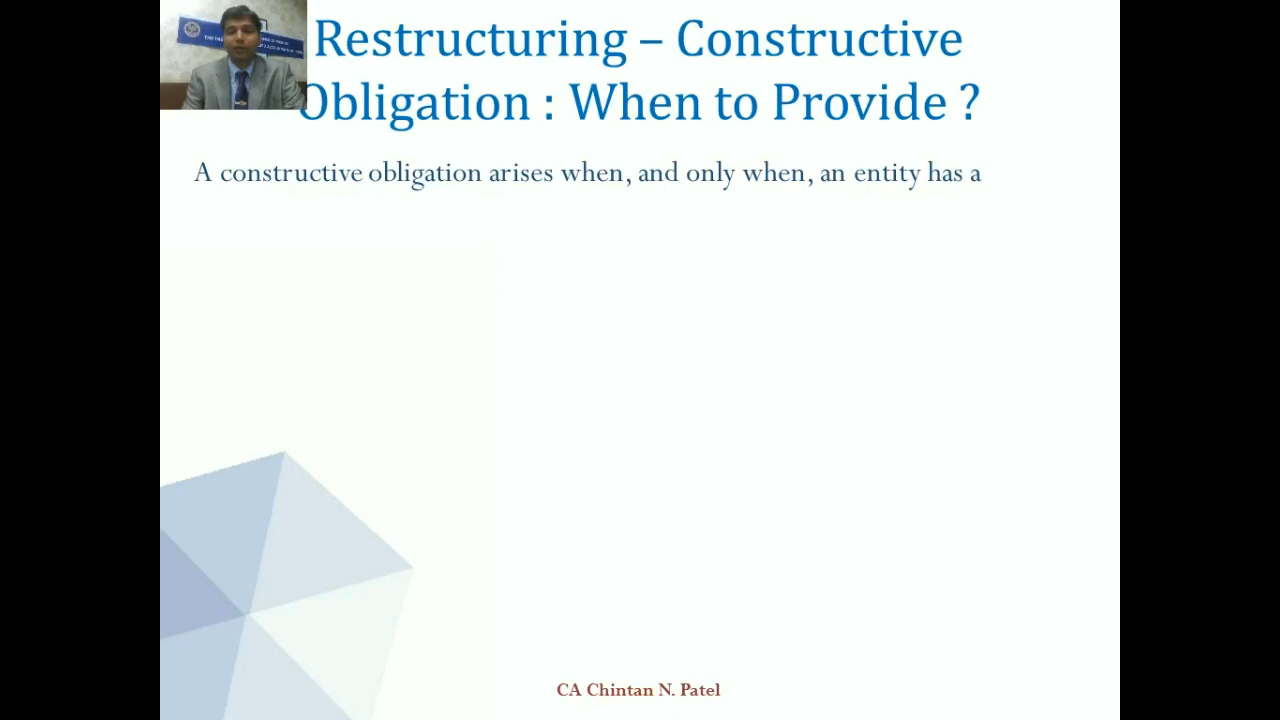 Restructuring – Constructive
Obligation : When to Provide ?
A constructive obligation arises when, and only when, an entity has a
CA Chintan N. Patel